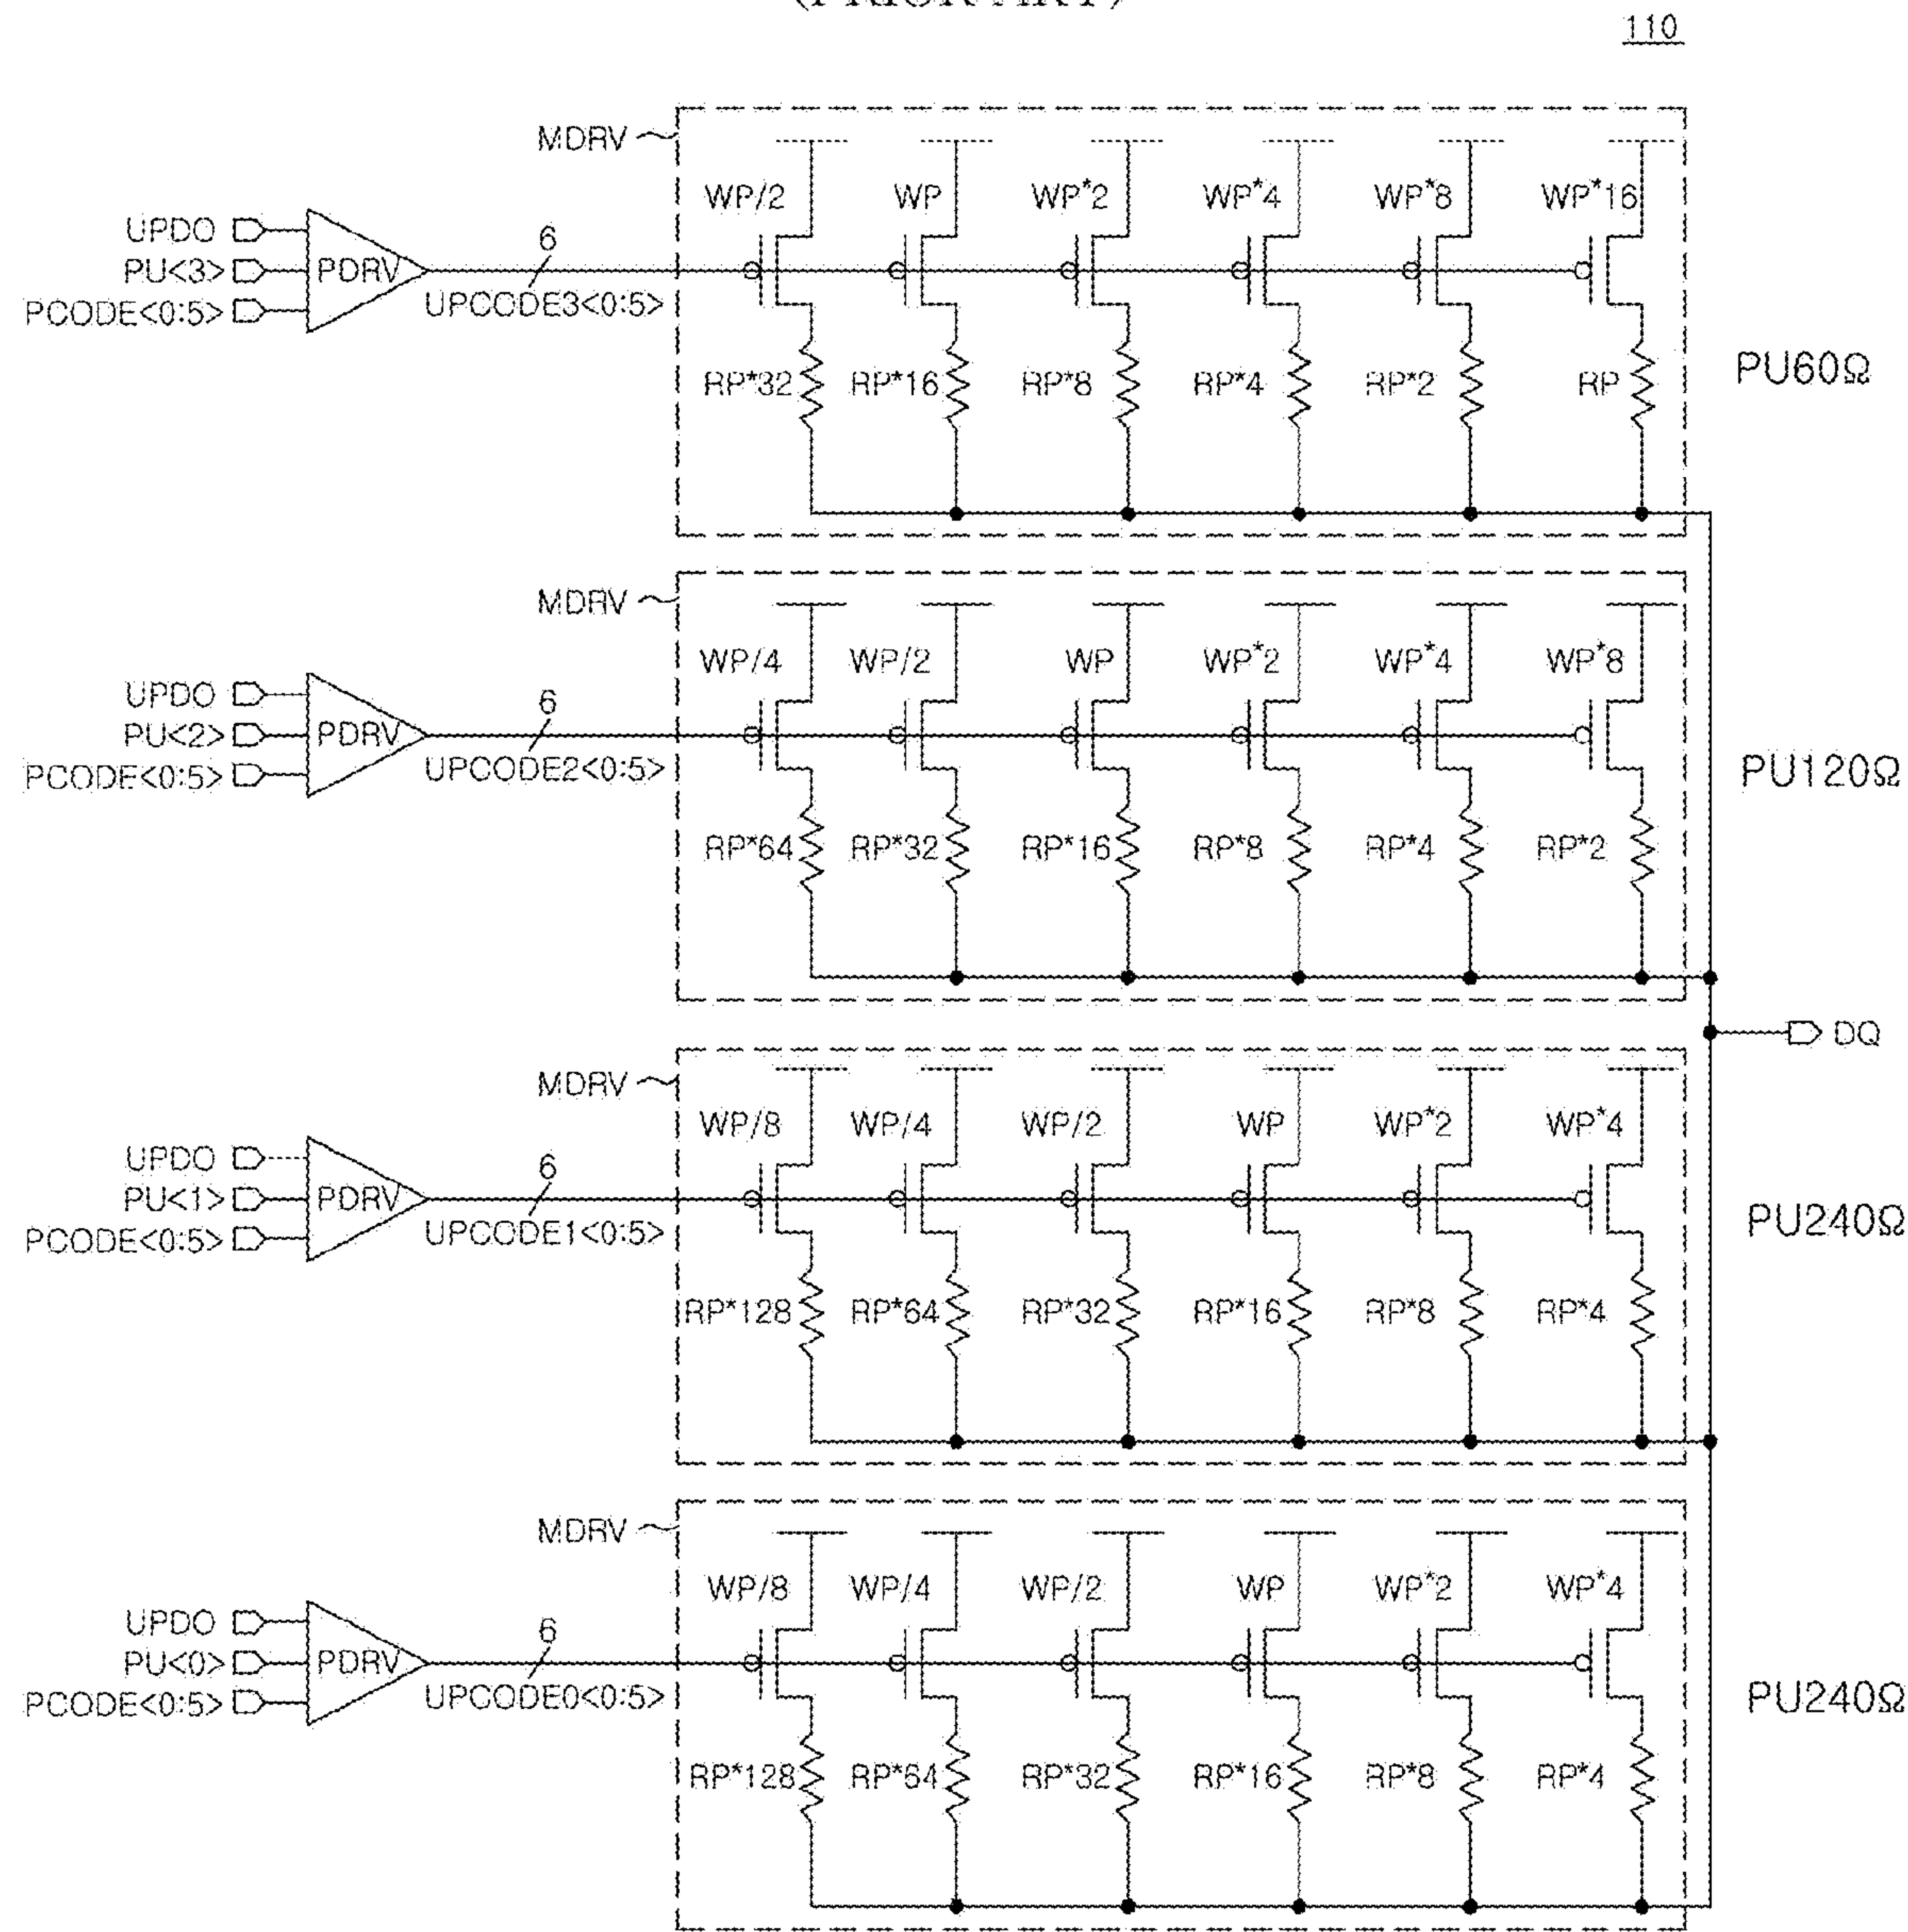 (PRIOR ART)
110
MDRV
WP/2 WP WP*2 WP*4 WP*8 WP*16
UPDO
PU<3>
PCODE<0:5>
PDRV
6
UPCODE3<0:5>
RP*32 RP*16 RP*8 RP*4 RP*2 RP
PU60Ω
MDRV
WP/4 WP/2 WP WP*2 WP*4 WP*8
UPDO
PU<2>
PCODE<0:5>
PDRV
6
UPCODE2<0:5>
RP*64 RP*32 RP*16 RP*8 RP*4 RP*2
PU120Ω
DQ
MDRV
WP/8 WP/4 WP/2 WP WP*2 WP*4
UPDO
PU<1>
PCODE<0:5>
PDRV
6
UPCODE1<0:5>
RP*128 RP*64 RP*32 RP*16 RP*8 RP*4
PU240Ω
MDRV
WP/8 WP/4 WP/2 WP WP*2 WP*4
UPDO
PU<0>
PCODE<0:5>
PDRV
6
UPCODE0<0:5>
RP*128 RP*64 RP*32 RP*16 RP*8 RP*4
PU240Ω